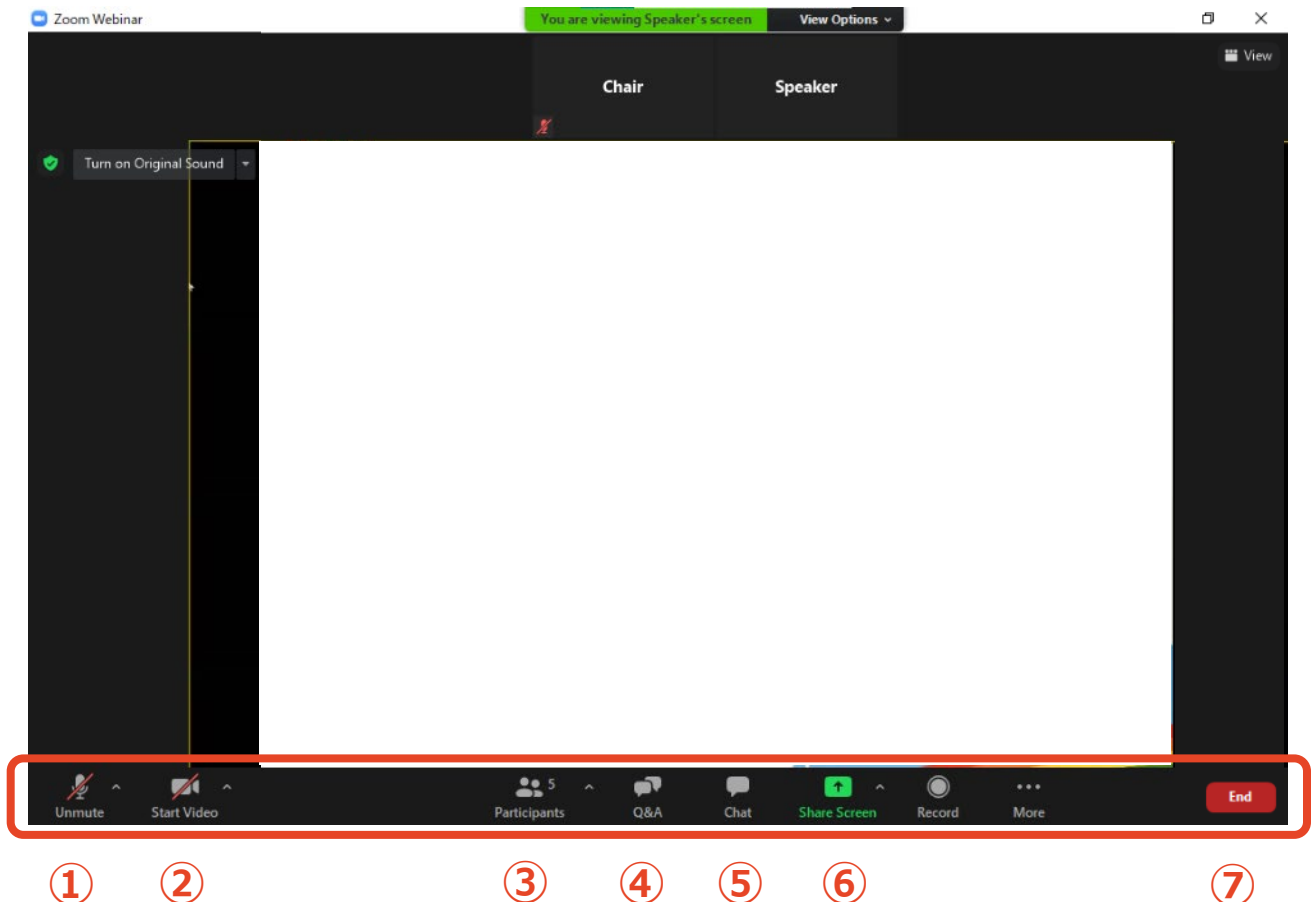 Zoom Webinar
You are viewing Speaker's screen
View Options
View
Chair
Speaker
Turn on Original Sound
5
Unmute
Start Video
Participants
Q&A
Chat
Share Screen
Record
More
End
① ② ③ ④ ⑤ ⑥ ⑦